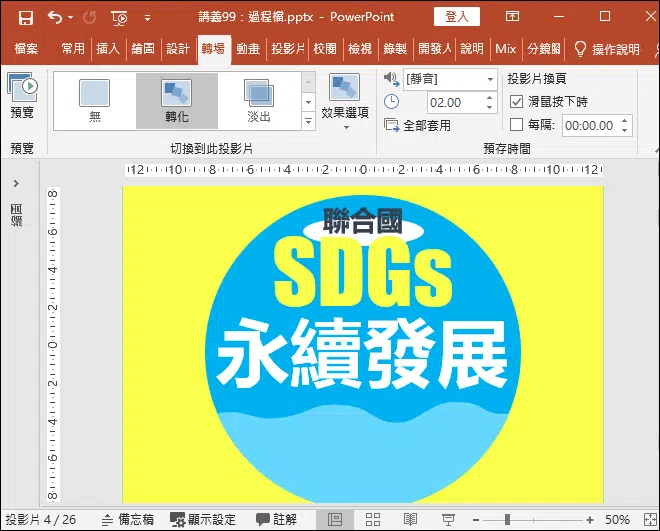 講義99：過程檔.pptx - PowerPoint
登入
檔案 常用 插入 繪圖 設計 轉場 動畫 投影片 校閱 檢視 錄製 開發人 說明 Mix 分鏡 操作說明
預覽
無
轉化
淡出
效果選項
[靜音]
02.00
全部套用
投影片換頁
滑鼠按下時
每隔: 00:00.00
預覽 切換到此投影片 預存時間
12 10 8 6 4 2 0 2 4 6 8 10 12
8 6 4 2 0 2 4 6 8
聯合國
SDGs
永續發展
投影片 4 / 26 備忘稿 顯示設定 註解 50%